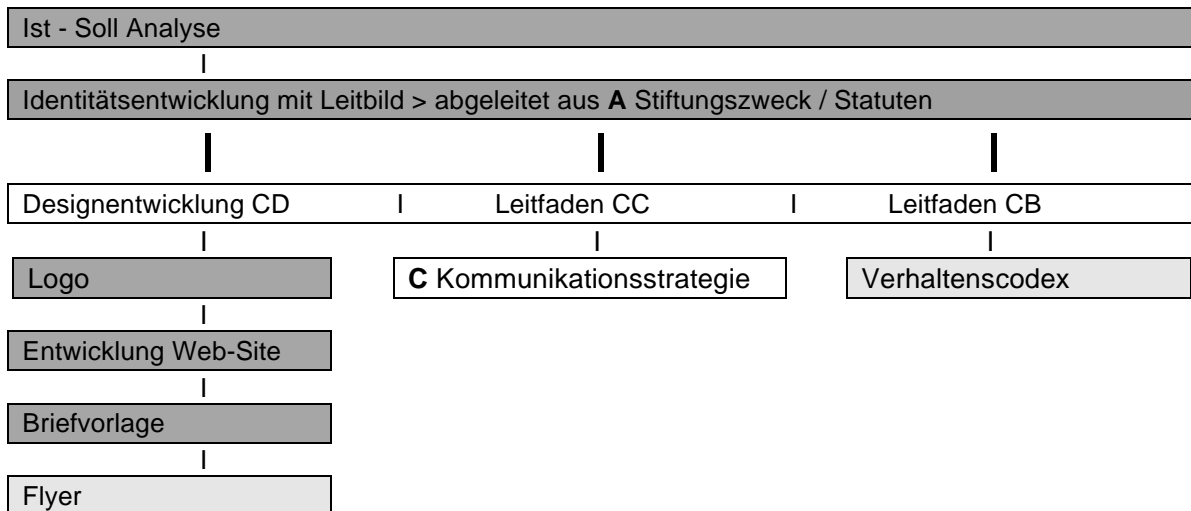 Ist - Soll Analyse
I
Identitätsentwicklung mit Leitbild > abgeleitet aus A Stiftungszweck / Statuten
Designentwicklung CD I Leitfaden CC I Leitfaden CB
I I I
Logo C Kommunikationsstrategie Verhaltenscodex
I
Entwicklung Web-Site
I
Briefvorlage
I
Flyer